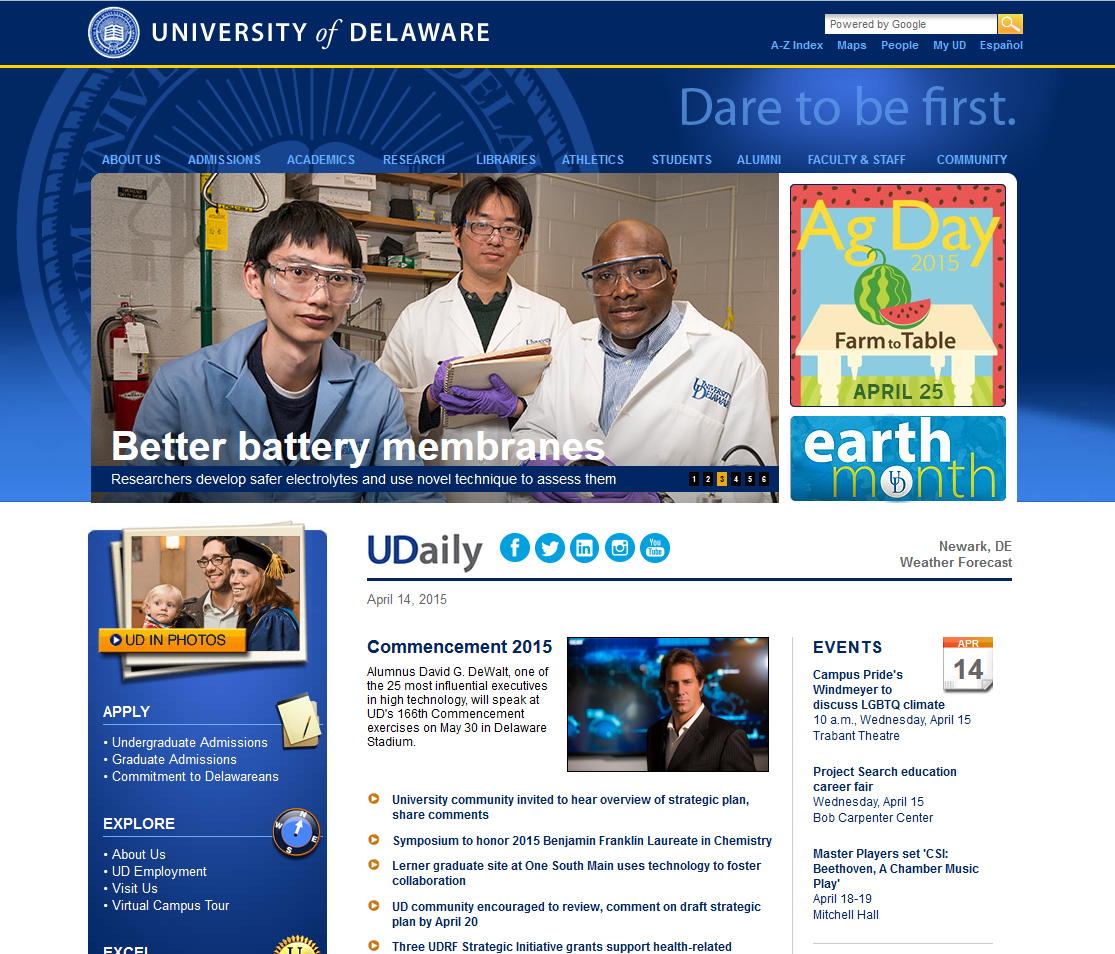 UNIVERSITY of DELAWARE
Powered by Google
A-Z Index Maps People My UD Español
Dare to be first.
ABOUT US ADMISSIONS ACADEMICS RESEARCH LIBRARIES ATHLETICS STUDENTS ALUMNI FACULTY & STAFF COMMUNITY
Better battery membranes
Researchers develop safer electrolytes and use novel technique to assess them
1 2 3 4 5 6
UNIVERSITY
UD
DELAWARE
Ag Day
2015
Farm to Table
APRIL 25
earth
month
UD
UD IN PHOTOS
APPLY
• Undergraduate Admissions
• Graduate Admissions
• Commitment to Delawareans
EXPLORE
N
W E
S
• About Us
• UD Employment
• Visit Us
• Virtual Campus Tour
EXCEL
UDaily
You
Tube
Newark, DE
Weather Forecast
April 14, 2015
Commencement 2015
Alumnus David G. DeWalt, one of
the 25 most influential executives
in high technology, will speak at
UD's 166th Commencement
exercises on May 30 in Delaware
Stadium.
University community invited to hear overview of strategic plan,
share comments
Symposium to honor 2015 Benjamin Franklin Laureate in Chemistry
Lerner graduate site at One South Main uses technology to foster
collaboration
UD community encouraged to review, comment on draft strategic
plan by April 20
Three UDRF Strategic Initiative grants support health-related
EVENTS
APR
14
Campus Pride's
Windmeyer to
discuss LGBTQ climate
10 a.m., Wednesday, April 15
Trabant Theatre
Project Search education
career fair
Wednesday, April 15
Bob Carpenter Center
Master Players set 'CSI:
Beethoven, A Chamber Music
Play'
April 18-19
Mitchell Hall